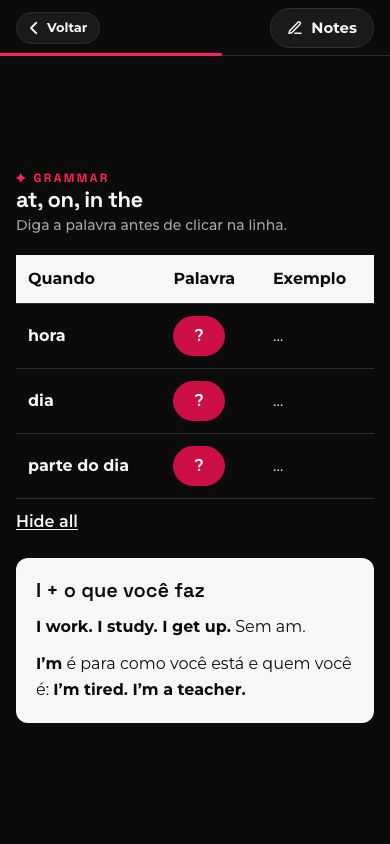 Voltar
Notes
GRAMMAR
at, on, in the
Diga a palavra antes de clicar na linha.
Quando Palavra Exemplo
hora ? ...
dia ? ...
parte do dia ? ...
Hide all
I + o que você faz
I work. I study. I get up. Sem am.
I’m é para como você está e quem você
é: I’m tired. I’m a teacher.